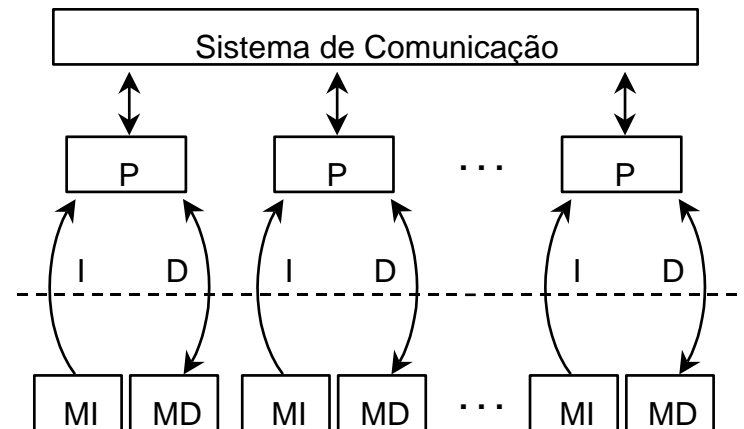 Sistema de Comunicação
P P . . . P
I D I D I D
MI MD MI MD . . . MI MD